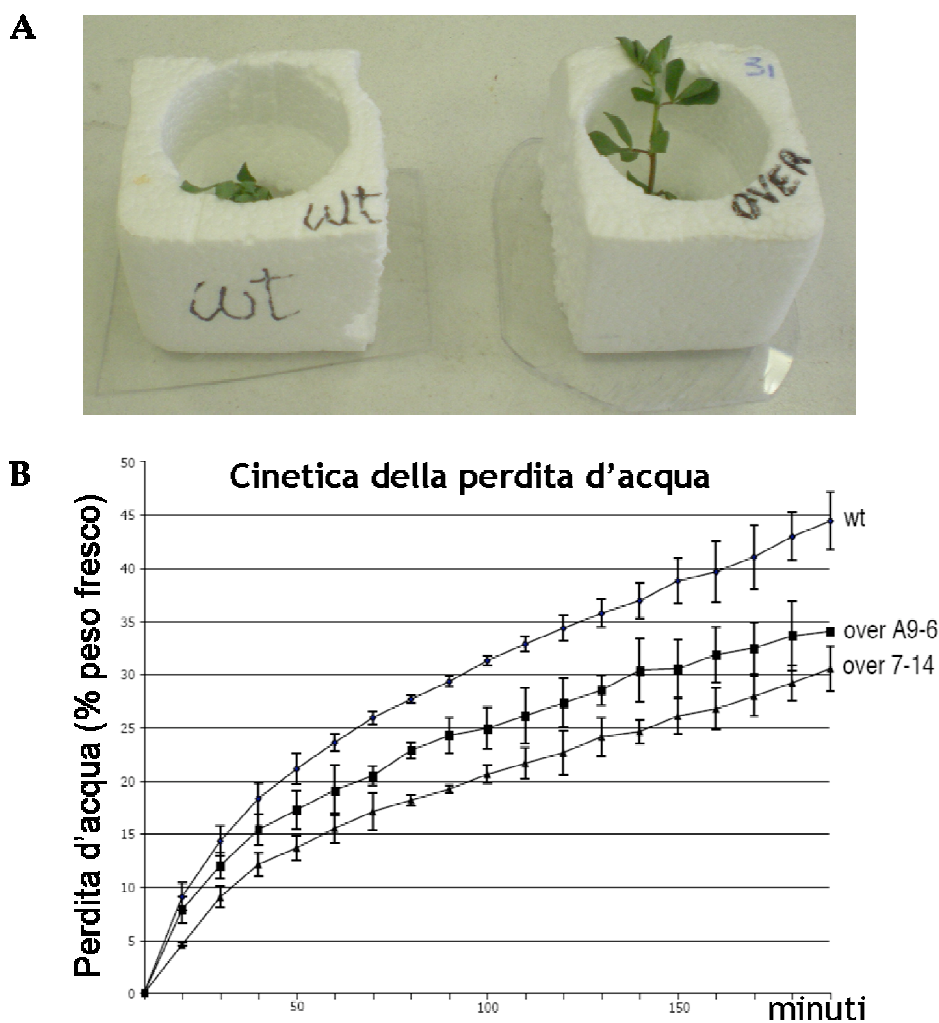 A
wt
wt
3,
OVER
B
Cinetica della perdita d'acqua
Perdita d'acqua (% peso fresco)
50
45
40
35
30
25
20
15
10
5
0
wt
over A9-6
over 7-14
50
100
150
minuti